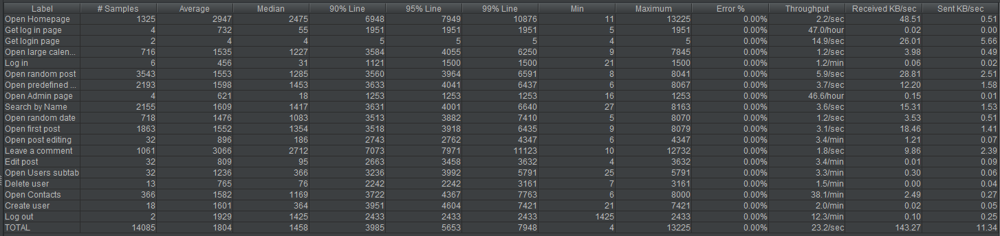 Label # Samples Average Median 90% Line 95% Line 99% Line Min Maximum Error % Throughput Received KB/sec Sent KB/sec
Open Homepage 1325 2947 2475 6948 7949 10876 11 13225 0.00% 2.2/sec 48.51 0.51
Get log in page 4 732 55 1951 1951 1951 5 1951 0.00% 47.0/hour 0.02 0.00
Get login page 2 4 4 5 5 5 4 5 0.00% 14.9/sec 26.01 5.66
Open large calen... 716 1535 1227 3584 4055 6250 9 7845 0.00% 1.2/sec 3.98 0.49
Log in 6 456 31 1121 1500 1500 21 1500 0.00% 1.2/min 0.06 0.02
Open random post 3543 1553 1285 3560 3964 6591 8 8041 0.00% 5.9/sec 28.81 2.51
Open predefined ... 2193 1598 1453 3633 4041 6437 6 8067 0.00% 3.7/sec 12.20 1.58
Open Admin page 4 621 18 1253 1253 1253 16 1253 0.00% 46.6/hour 0.15 0.01
Search by Name 2155 1609 1417 3631 4001 6640 27 8163 0.00% 3.6/sec 15.31 1.53
Open random date 718 1476 1083 3513 3882 7410 5 8070 0.00% 1.2/sec 3.53 0.51
Open first post 1863 1552 1354 3518 3918 6435 9 8079 0.00% 3.1/sec 18.46 1.41
Open post editing 32 896 186 2743 2762 4347 6 4347 0.00% 3.4/min 1.21 0.07
Leave a comment 1061 3066 2712 7073 7971 11123 10 12732 0.00% 1.8/sec 9.86 2.39
Edit post 32 809 95 2663 3458 3632 4 3632 0.00% 3.4/min 0.01 0.09
Open Users subtab 32 1236 366 3236 3992 5791 25 5791 0.00% 3.3/min 0.30 0.06
Delete user 13 765 76 2242 2242 3161 7 3161 0.00% 1.5/min 0.00 0.04
Open Contacts 366 1582 1169 3722 4367 7763 6 8000 0.00% 38.1/min 2.49 0.27
Create user 18 1601 364 3951 4604 7421 21 7421 0.00% 2.0/min 0.02 0.05
Log out 2 1929 1425 2433 2433 2433 1425 2433 0.00% 12.3/min 0.10 0.25
TOTAL 14085 1804 1458 3985 5653 7948 4 13225 0.00% 23.2/sec 143.27 11.34